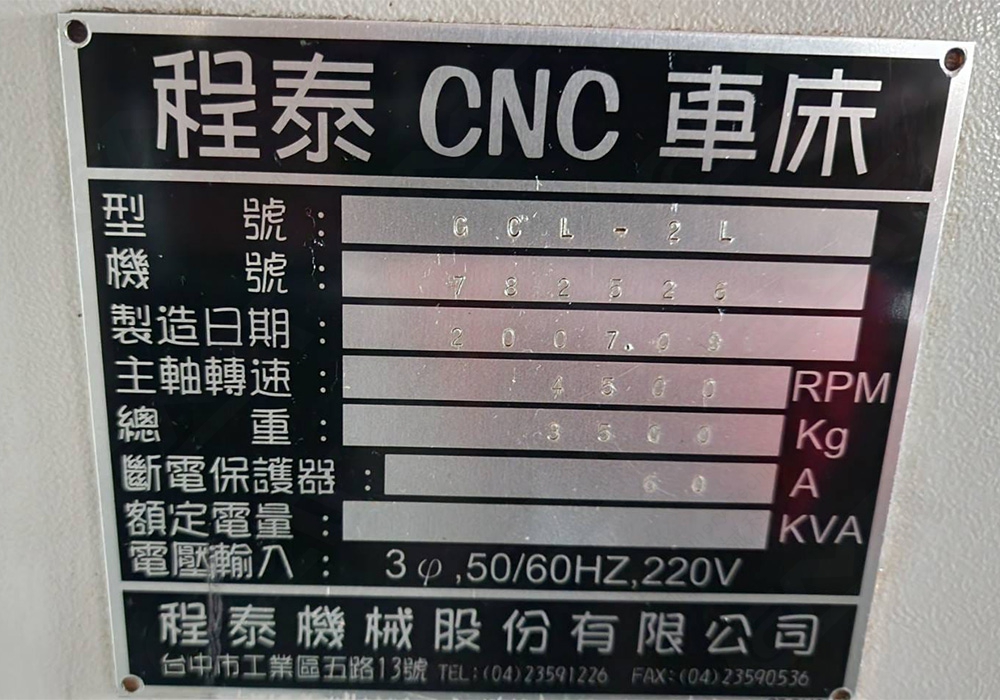 程泰 CNC 車床
型號：GCL-2L
機號：782526
製造日期：2007.03
主軸轉速：4500 RPM
總重：3500 Kg
斷電保護器：60 A
額定電量：KVA
電壓輸入：3φ,50/60HZ,220V
程泰機械股份有限公司
台中市工業區五路13號 TEL:(04)23591226 FAX:(04)23590536